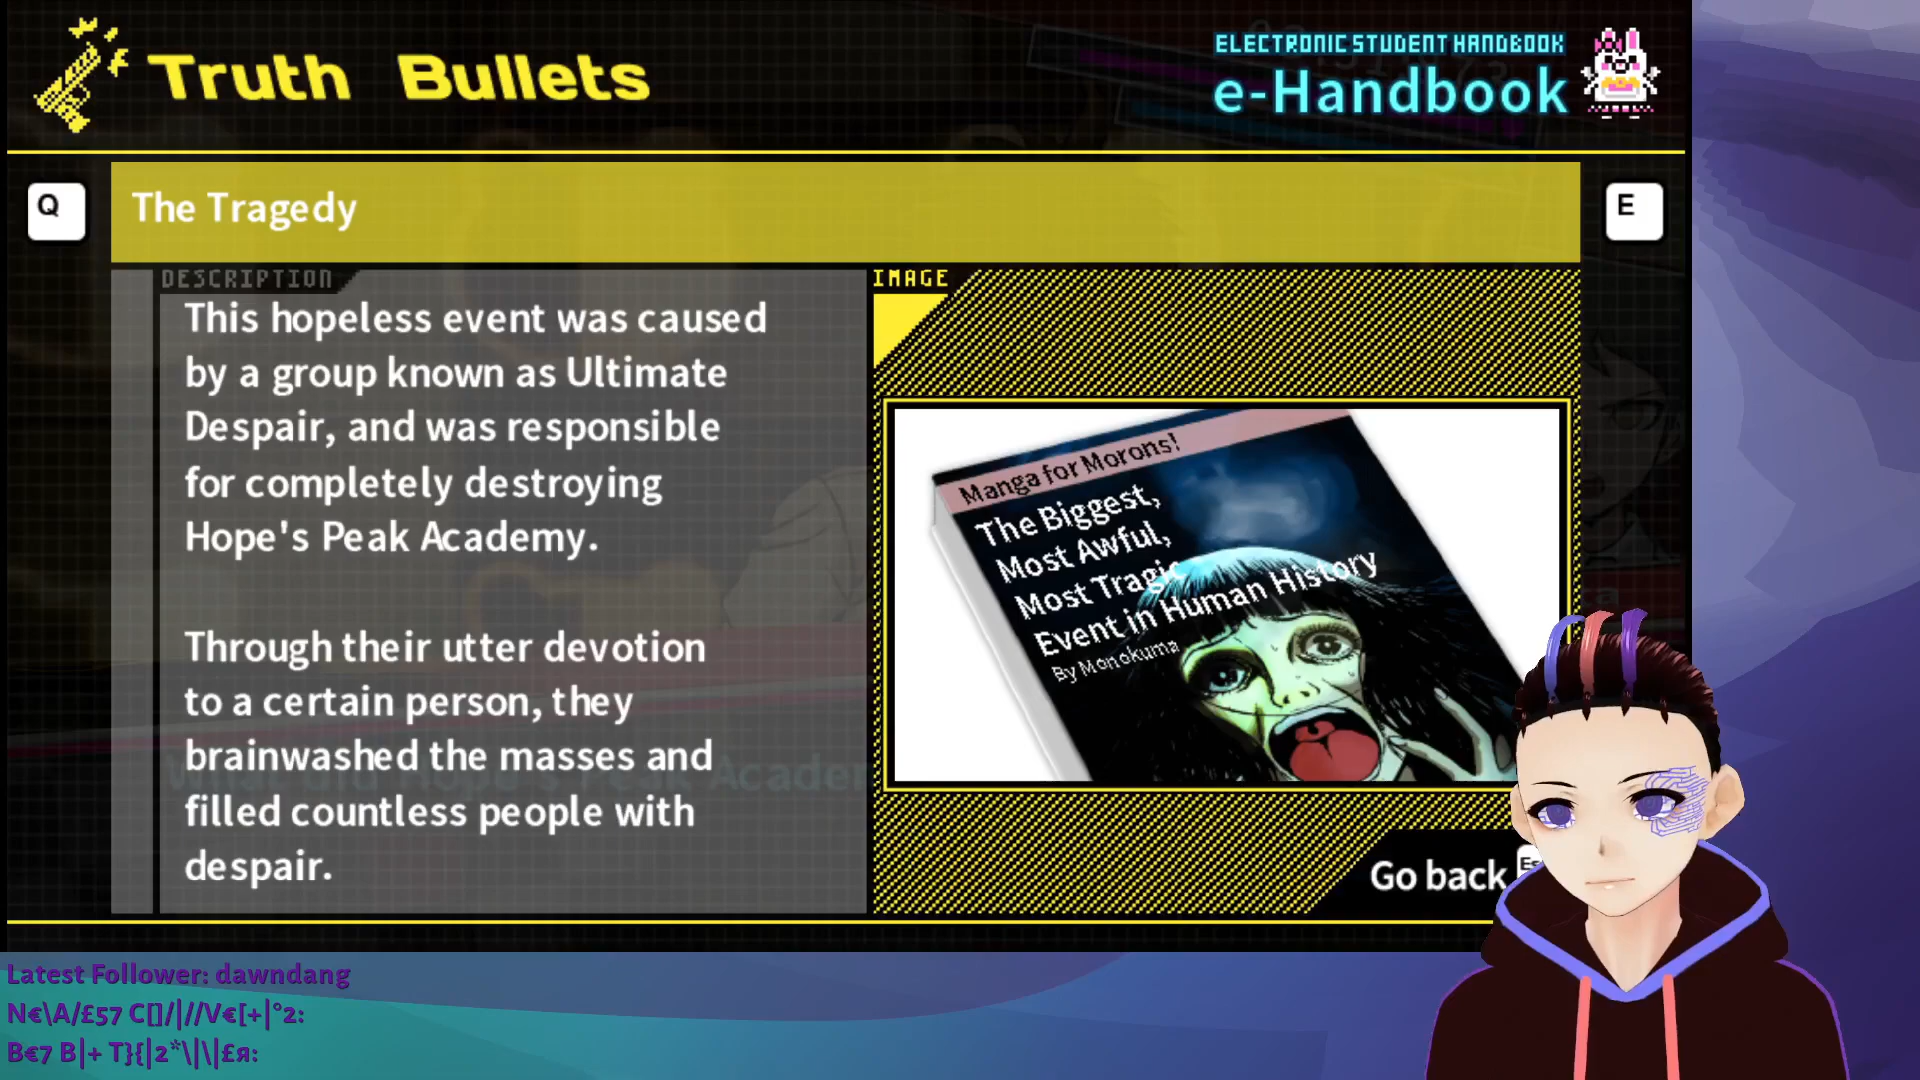 Truth Bullets
ELECTRONIC STUDENT HANDBOOK
e-Handbook
Q
The Tragedy
E
DESCRIPTION
This hopeless event was caused
by a group known as Ultimate
Despair, and was responsible
for completely destroying
Hope's Peak Academy.
Through their utter devotion
to a certain person, they
brainwashed the masses and
filled countless people with
despair.
IMAGE
Manga for Morons!
The Biggest,
Most Awful,
Most Tragic
Event in Human History
By Monokuma
Go back
Latest Follower: dawndang
N€\A/£57 C[]/|//V€[+|°2:
B€7 B|+ T}{|2*\|\|£я: